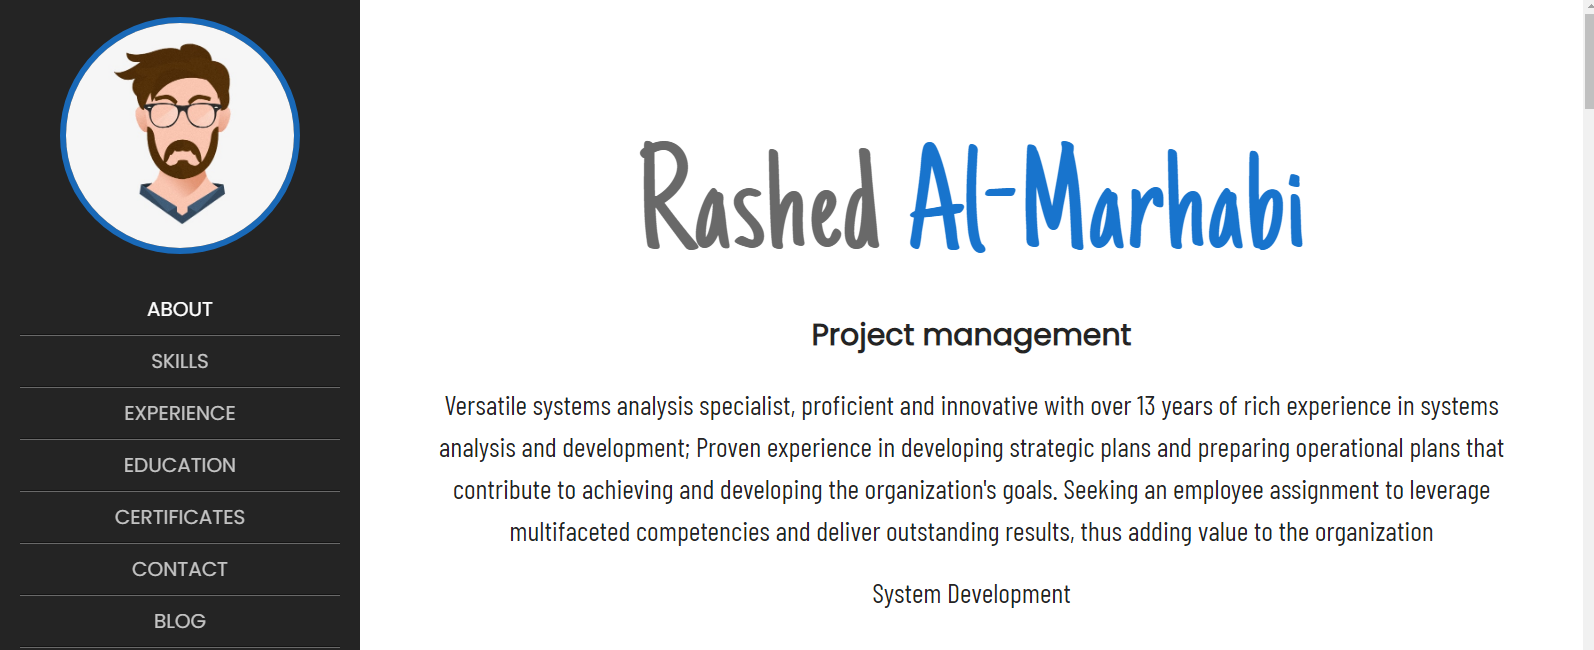 ABOUT
SKILLS
EXPERIENCE
EDUCATION
CERTIFICATES
CONTACT
BLOG
Rashed Al-Marhabi
Project management
Versatile systems analysis specialist, proficient and innovative with over 13 years of rich experience in systems
analysis and development; Proven experience in developing strategic plans and preparing operational plans that
contribute to achieving and developing the organization's goals. Seeking an employee assignment to leverage
multifaceted competencies and deliver outstanding results, thus adding value to the organization
System Development